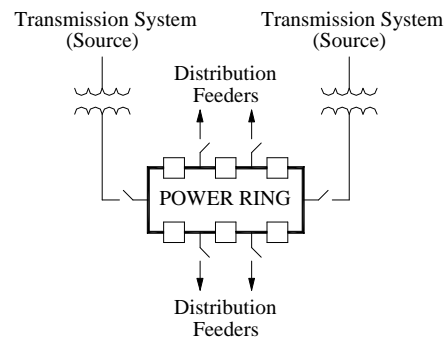 Transmission System
(Source)
Transmission System
(Source)
Distribution
Feeders
POWER RING
Distribution
Feeders